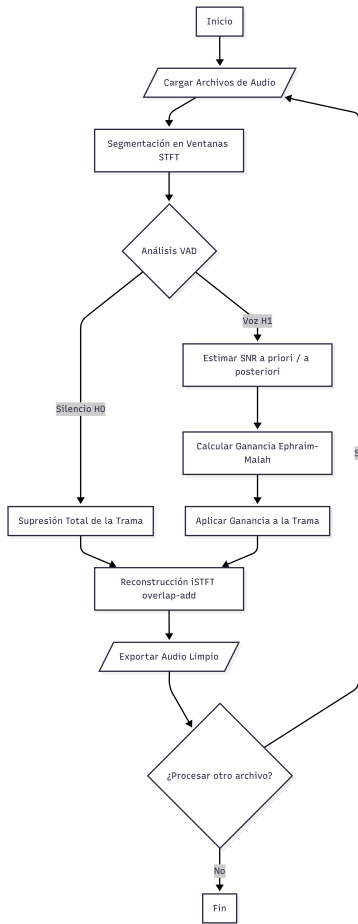 Inicio
Cargar Archivos de Audio
Segmentación en Ventanas
STFT
Análisis VAD
Voz H1
Estimar SNR a priori / a
posteriori
Silencio H0
Calcular Ganancia Ephraim-
Malah
Supresión Total de la Trama
Aplicar Ganancia a la Trama
Reconstrucción iSTFT
overlap-add
Exportar Audio Limpio
¿Procesar otro archivo?
No
Fin